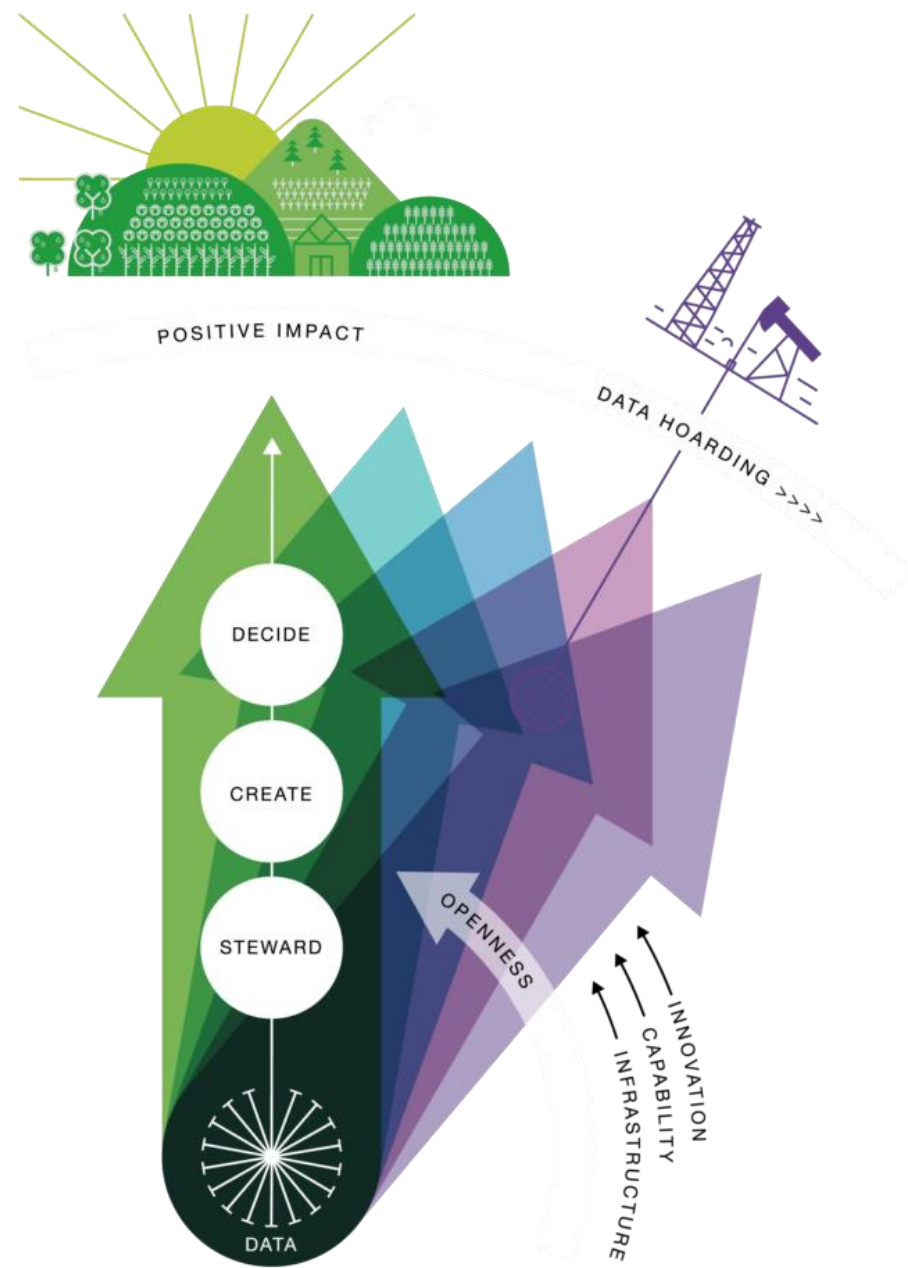 POSITIVE IMPACT
DATA HOARDING >>>>
DECIDE
CREATE
STEWARD
OPENNESS
INNOVATION
CAPABILITY
INFRASTRUCTURE
DATA